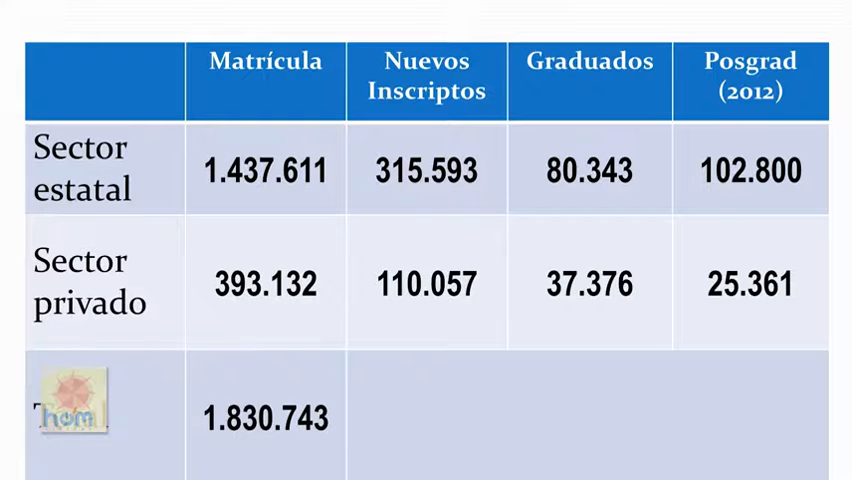 Matrícula
Nuevos
Inscriptos
Graduados
Posgrad
(2012)
Sector
estatal
1.437.611
315.593
80.343
102.800
Sector
privado
393.132
110.057
37.376
25.361
1.830.743